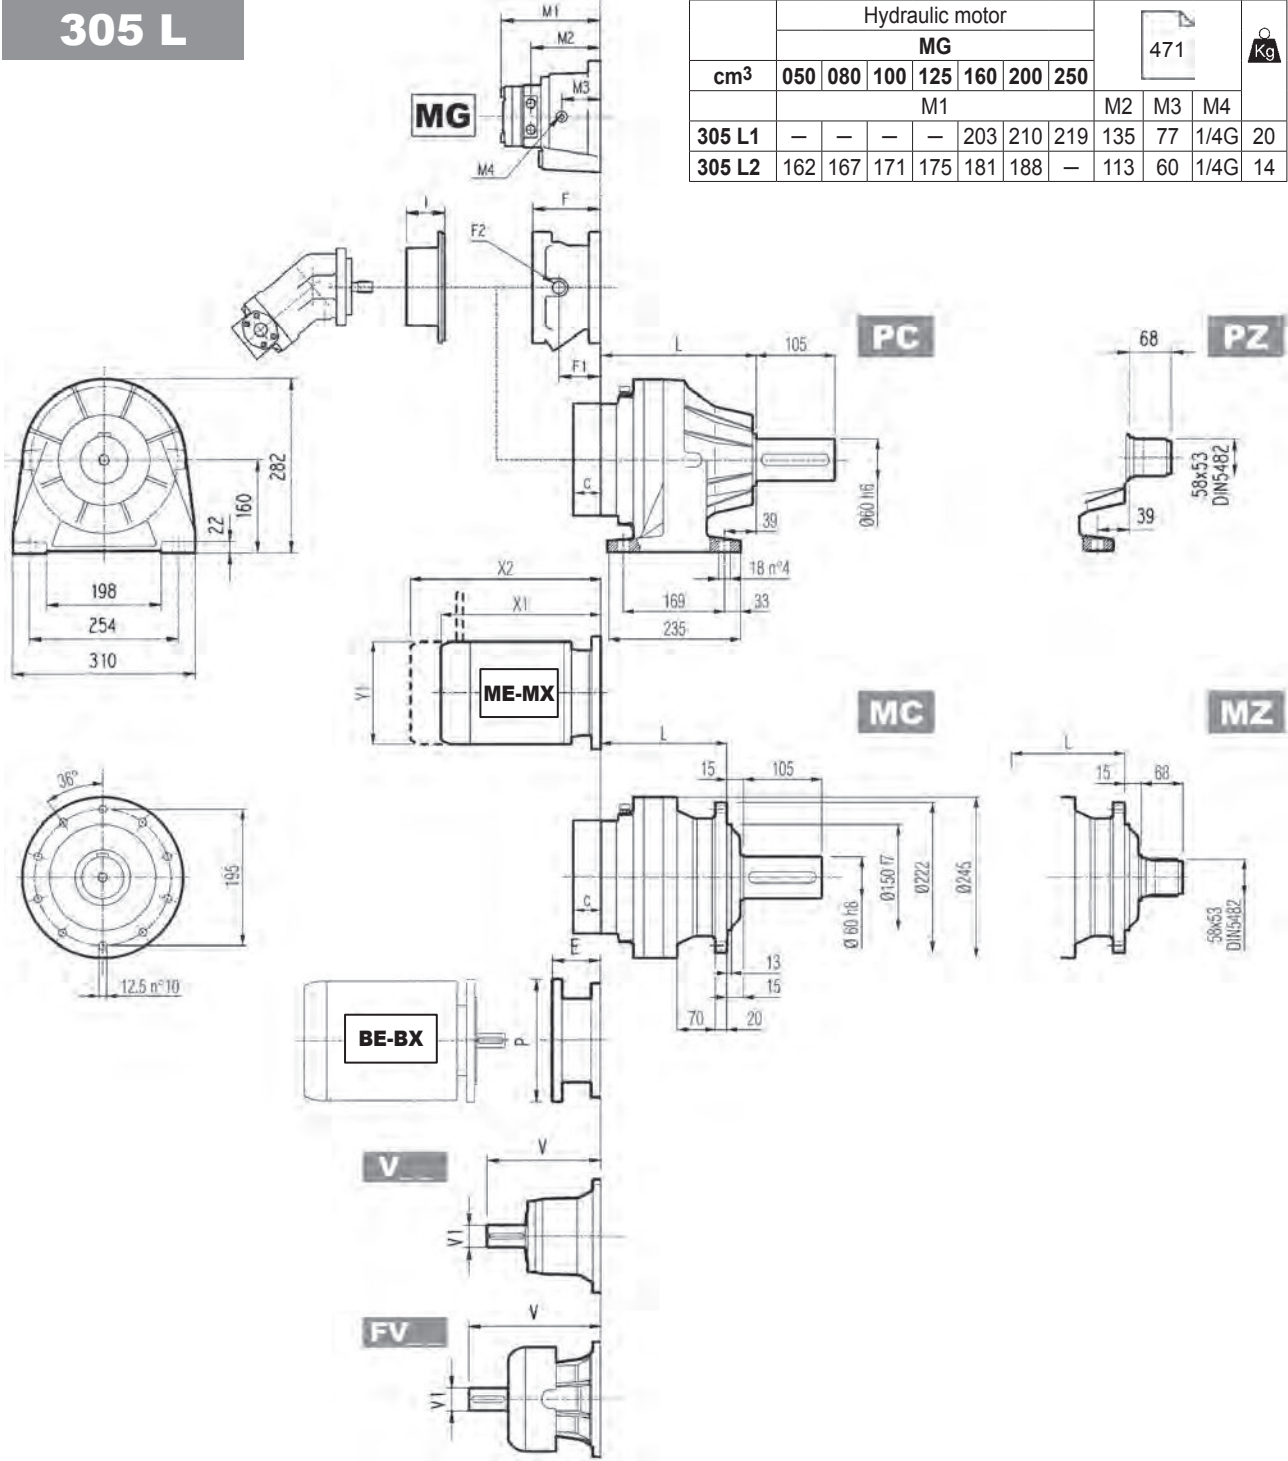 305 L
Hydraulic motor
MG
471
Kg
cm³ 050 080 100 125 160 200 250
M1 M2 M3 M4
305 L1 — — — — 203 210 219 135 77 1/4G 20
305 L2 162 167 171 175 181 188 — 113 60 1/4G 14
M1
M2
M3
MG
M4
I
F
F2
F1
PC
PZ
L
105
68
282
160
22
C
Ø60 h6
39
58x53
DIN5482
39
198
254
310
18 n°4
169
33
235
X2
X1
Y1
ME-MX
MC
MZ
L
15
105
L
15
68
36°
195
12.5 n°10
C
Ø 60 h6
Ø150 f7
Ø222
Ø245
58x53
DIN5482
E
13
15
70
20
BE-BX
P
V
V__
V1
V
FV__
V1